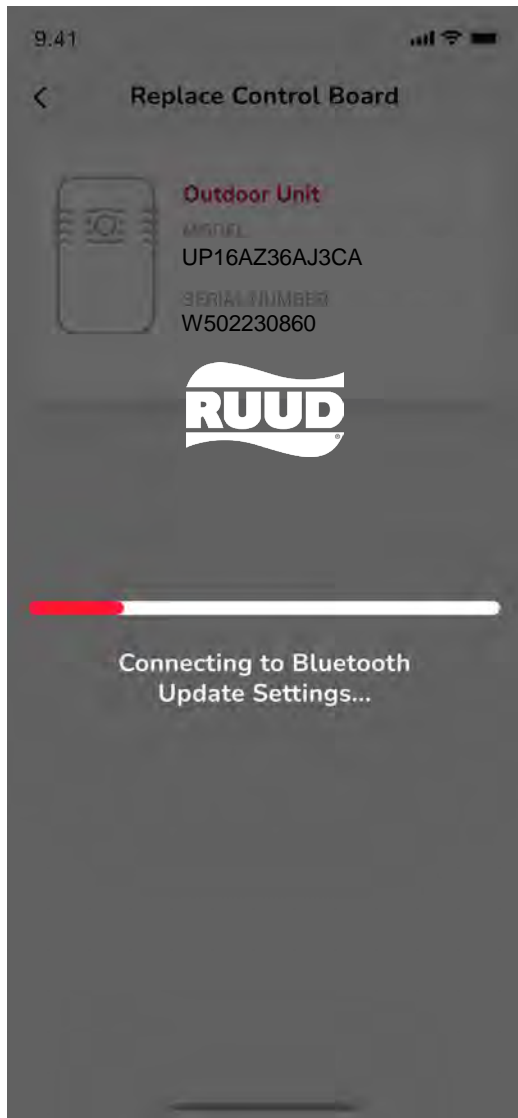 9.41
Replace Control Board
Outdoor Unit
MODEL
UP16AZ36AJ3CA
SERIAL NUMBER
W502230860
RUUD
®
Connecting to Bluetooth
Update Settings...